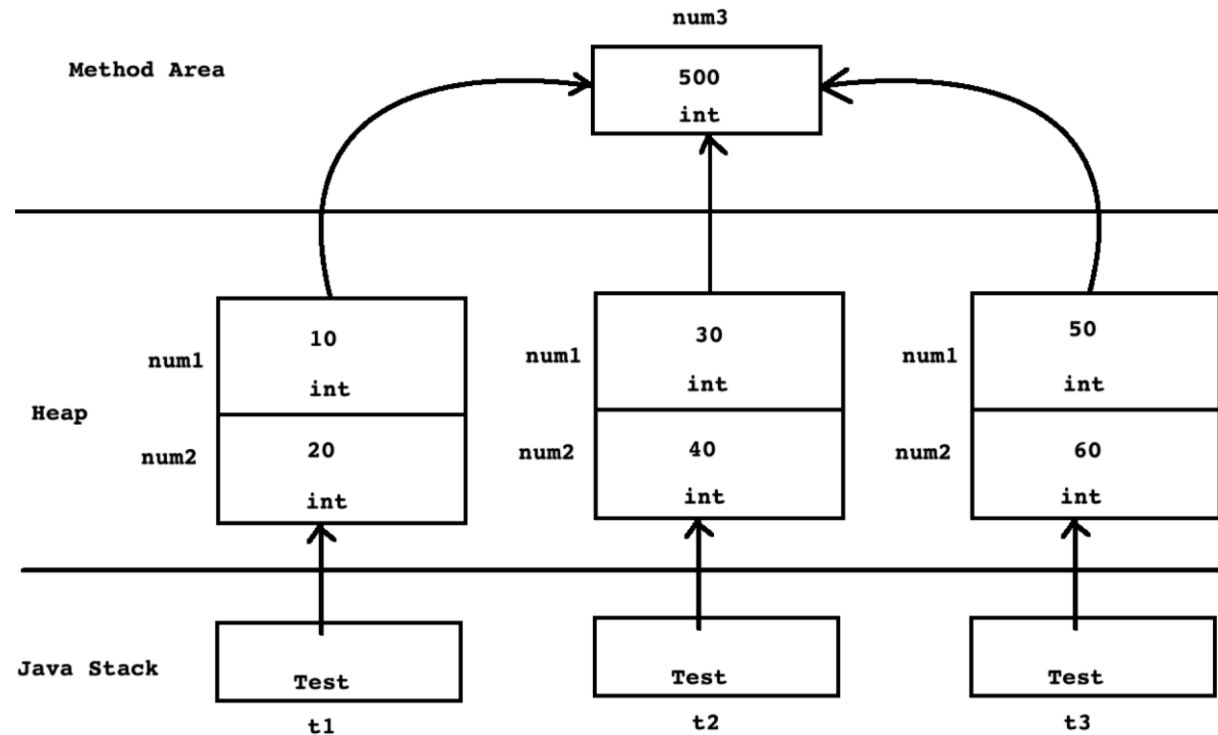 num3
Method Area
500
int
10
30
50
num1
num1
num1
int
int
int
Heap
20
40
60
num2
num2
num2
int
int
int
Java Stack
Test
Test
Test
t1
t2
t3